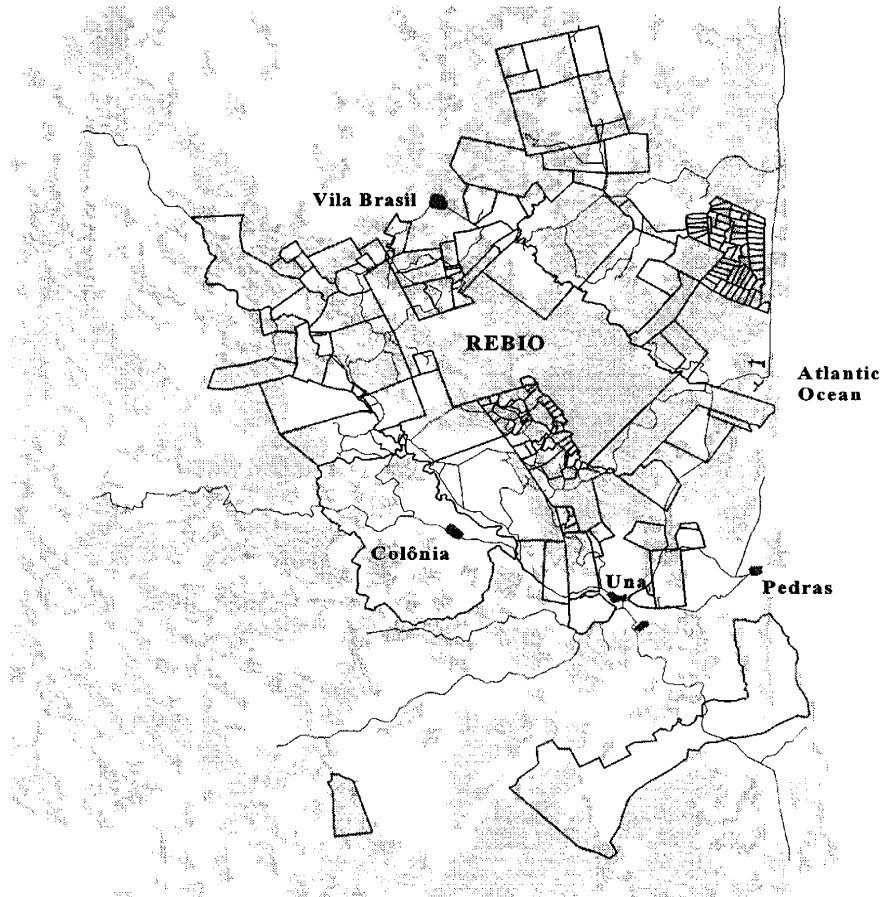 Vila Brasil
REBIO
Atlantic
Ocean
Colônia
Una
Pedras